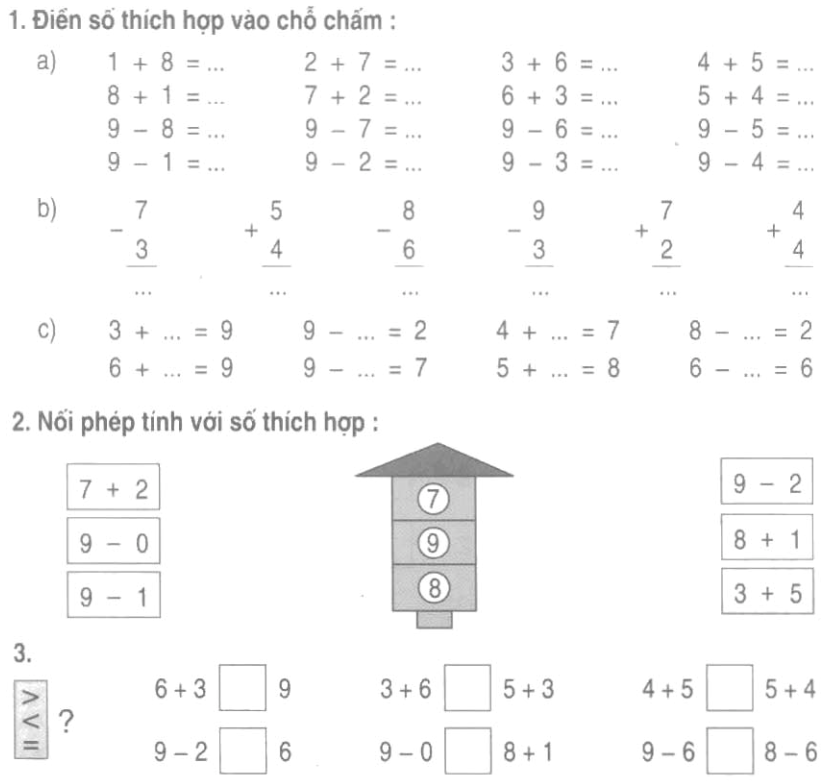 1. Điền số thích hợp vào chỗ chấm :
a) 1 + 8 = ... 2 + 7 = ... 3 + 6 = ... 4 + 5 = ...
8 + 1 = ... 7 + 2 = ... 6 + 3 = ... 5 + 4 = ...
9 – 8 = ... 9 – 7 = ... 9 – 6 = ... 9 – 5 = ...
9 – 1 = ... 9 – 2 = ... 9 – 3 = ... 9 – 4 = ...
b) – 7 + 5 – 8 – 9 + 7 + 4
3 4 6 3 2 4
... ... ... ... ... ...
c) 3 + ... = 9 9 – ... = 2 4 + ... = 7 8 – ... = 2
6 + ... = 9 9 – ... = 7 5 + ... = 8 6 – ... = 6
2. Nối phép tính với số thích hợp :
7 + 2 7 9 – 2
9 – 0 9 8 + 1
9 – 1 8 3 + 5
3.
> < = ?
6 + 3 9 3 + 6 5 + 3 4 + 5 5 + 4
9 – 2 6 9 – 0 8 + 1 9 – 6 8 – 6